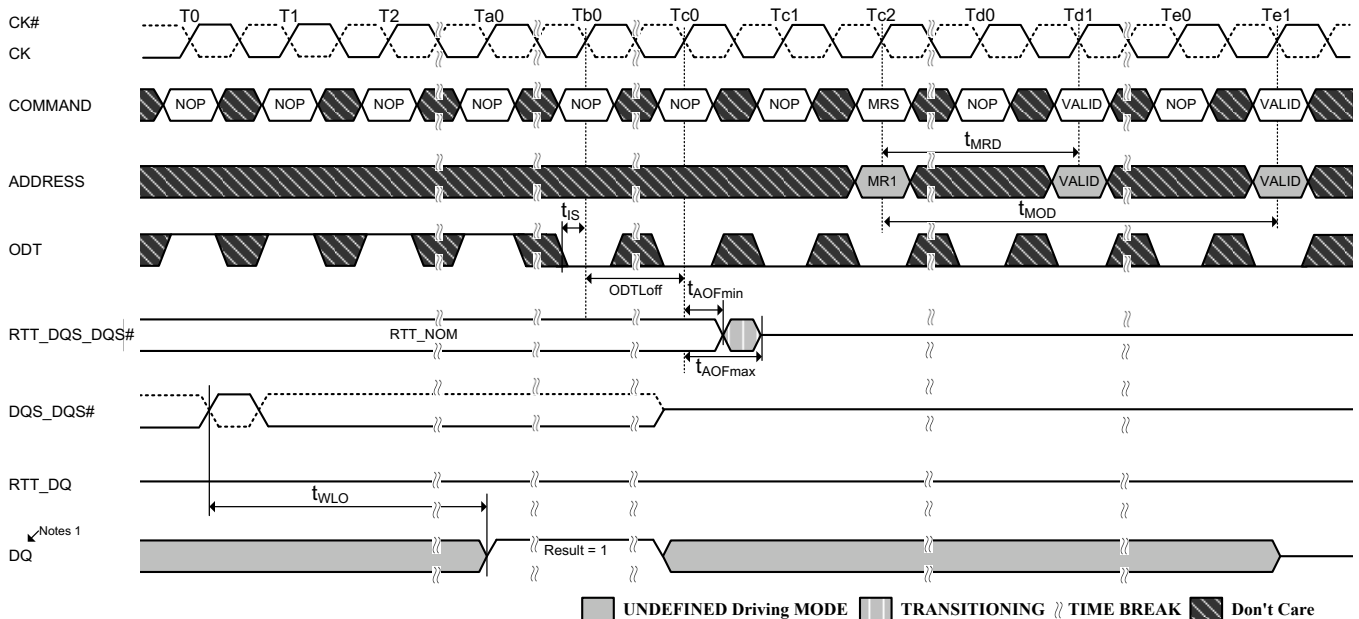 T0 T1 T2 Ta0 Tb0 Tc0 Tc1 Tc2 Td0 Td1 Te0 Te1
CK#
CK
COMMAND NOP NOP NOP NOP NOP NOP NOP MRS NOP VALID NOP VALID
tMRD
ADDRESS MR1 VALID VALID
tIS tMOD
ODT
ODTLoff tAOFmin
RTT_DQS_DQS# RTT_NOM
tAOFmax
DQS_DQS#
RTT_DQ
tWLO
Notes 1
DQ Result = 1
UNDEFINED Driving MODE TRANSITIONING TIME BREAK Don't Care